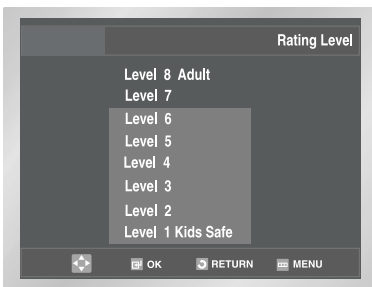 Rating Level
Level 8 Adult
Level 7
Level 6
Level 5
Level 4
Level 3
Level 2
Level 1 Kids Safe
OK RETURN MENU